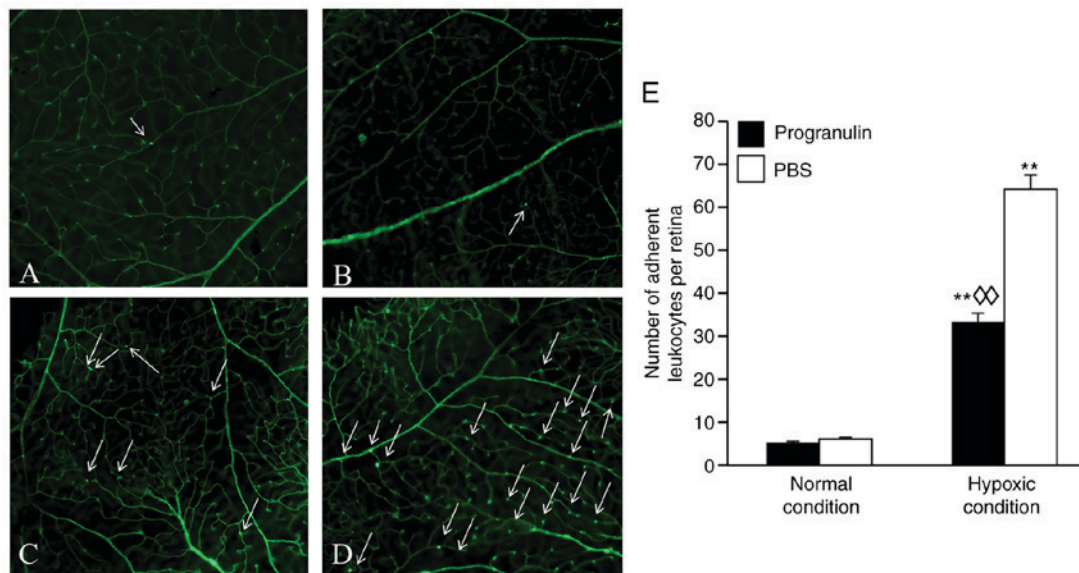 A
B
C
D
E
Number of adherent
leukocytes per retina
80
70
60
50
40
30
20
10
0
Progranulin
PBS
**
**◊◊
Normal
condition
Hypoxic
condition